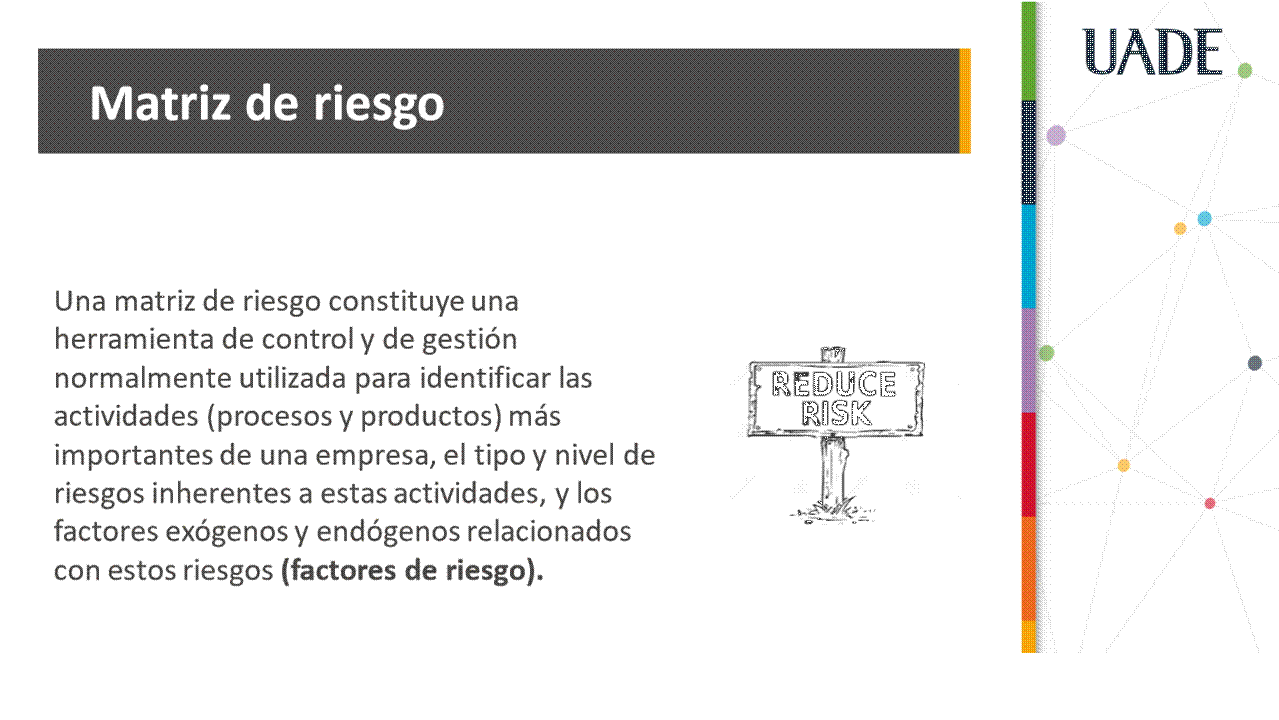 UADE
Matriz de riesgo
Una matriz de riesgo constituye una
herramienta de control y de gestión
normalmente utilizada para identificar las
actividades (procesos y productos) más
importantes de una empresa, el tipo y nivel de
riesgos inherentes a estas actividades, y los
factores exógenos y endógenos relacionados
con estos riesgos (factores de riesgo).
REDUCE
RISK